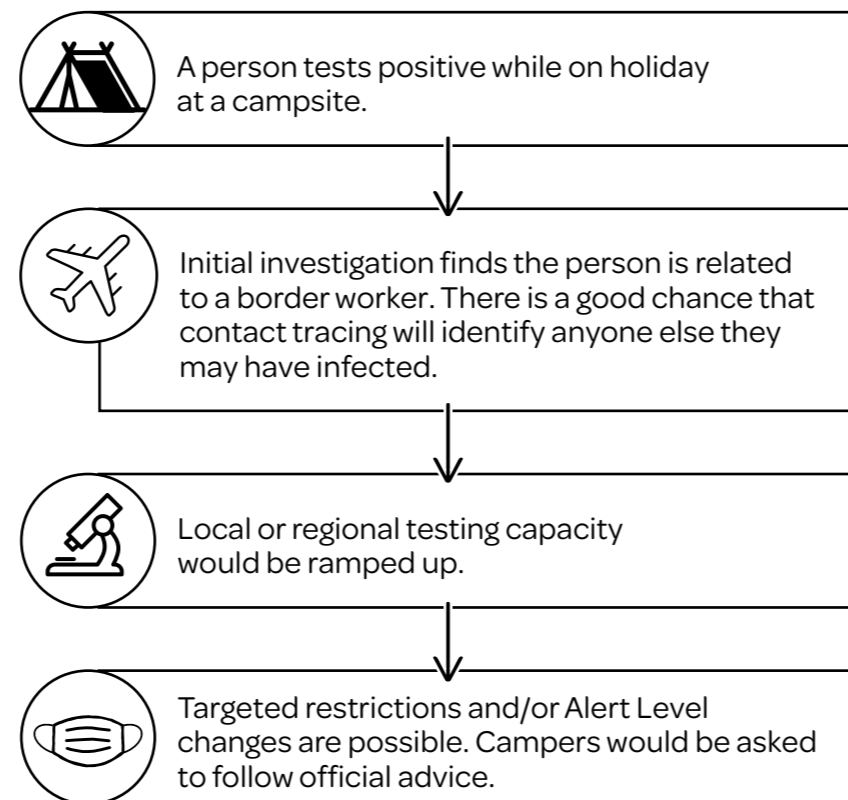 A person tests positive while on holiday
at a campsite.
Initial investigation finds the person is related
to a border worker. There is a good chance that
contact tracing will identify anyone else they
may have infected.
Local or regional testing capacity
would be ramped up.
Targeted restrictions and/or Alert Level
changes are possible. Campers would be asked
to follow official advice.